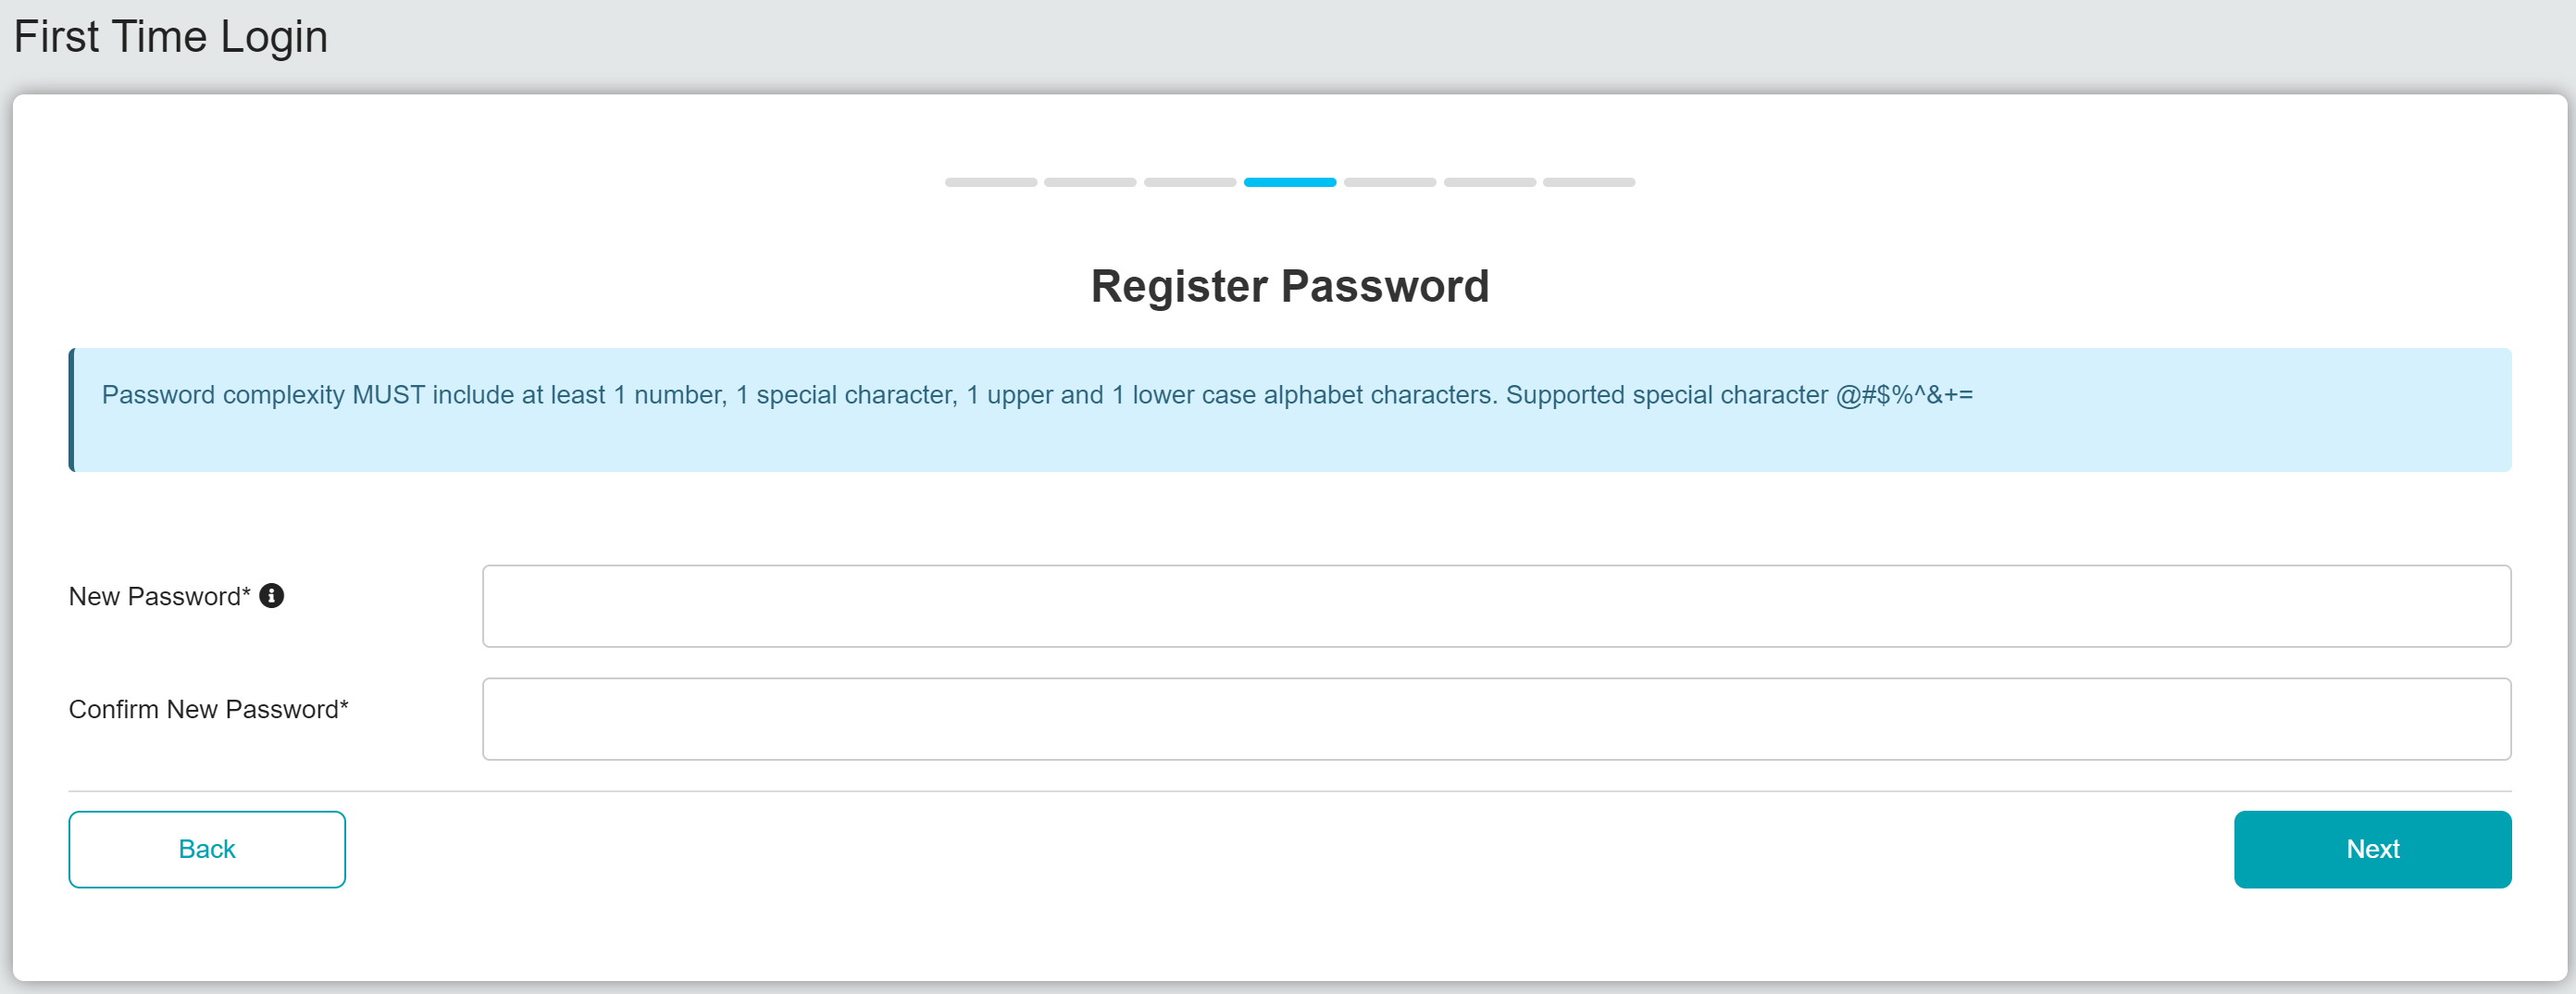 First Time Login
Register Password
Password complexity MUST include at least 1 number, 1 special character, 1 upper and 1 lower case alphabet characters. Supported special character @#$%^&+=
New Password*
Confirm New Password*
Back
Next